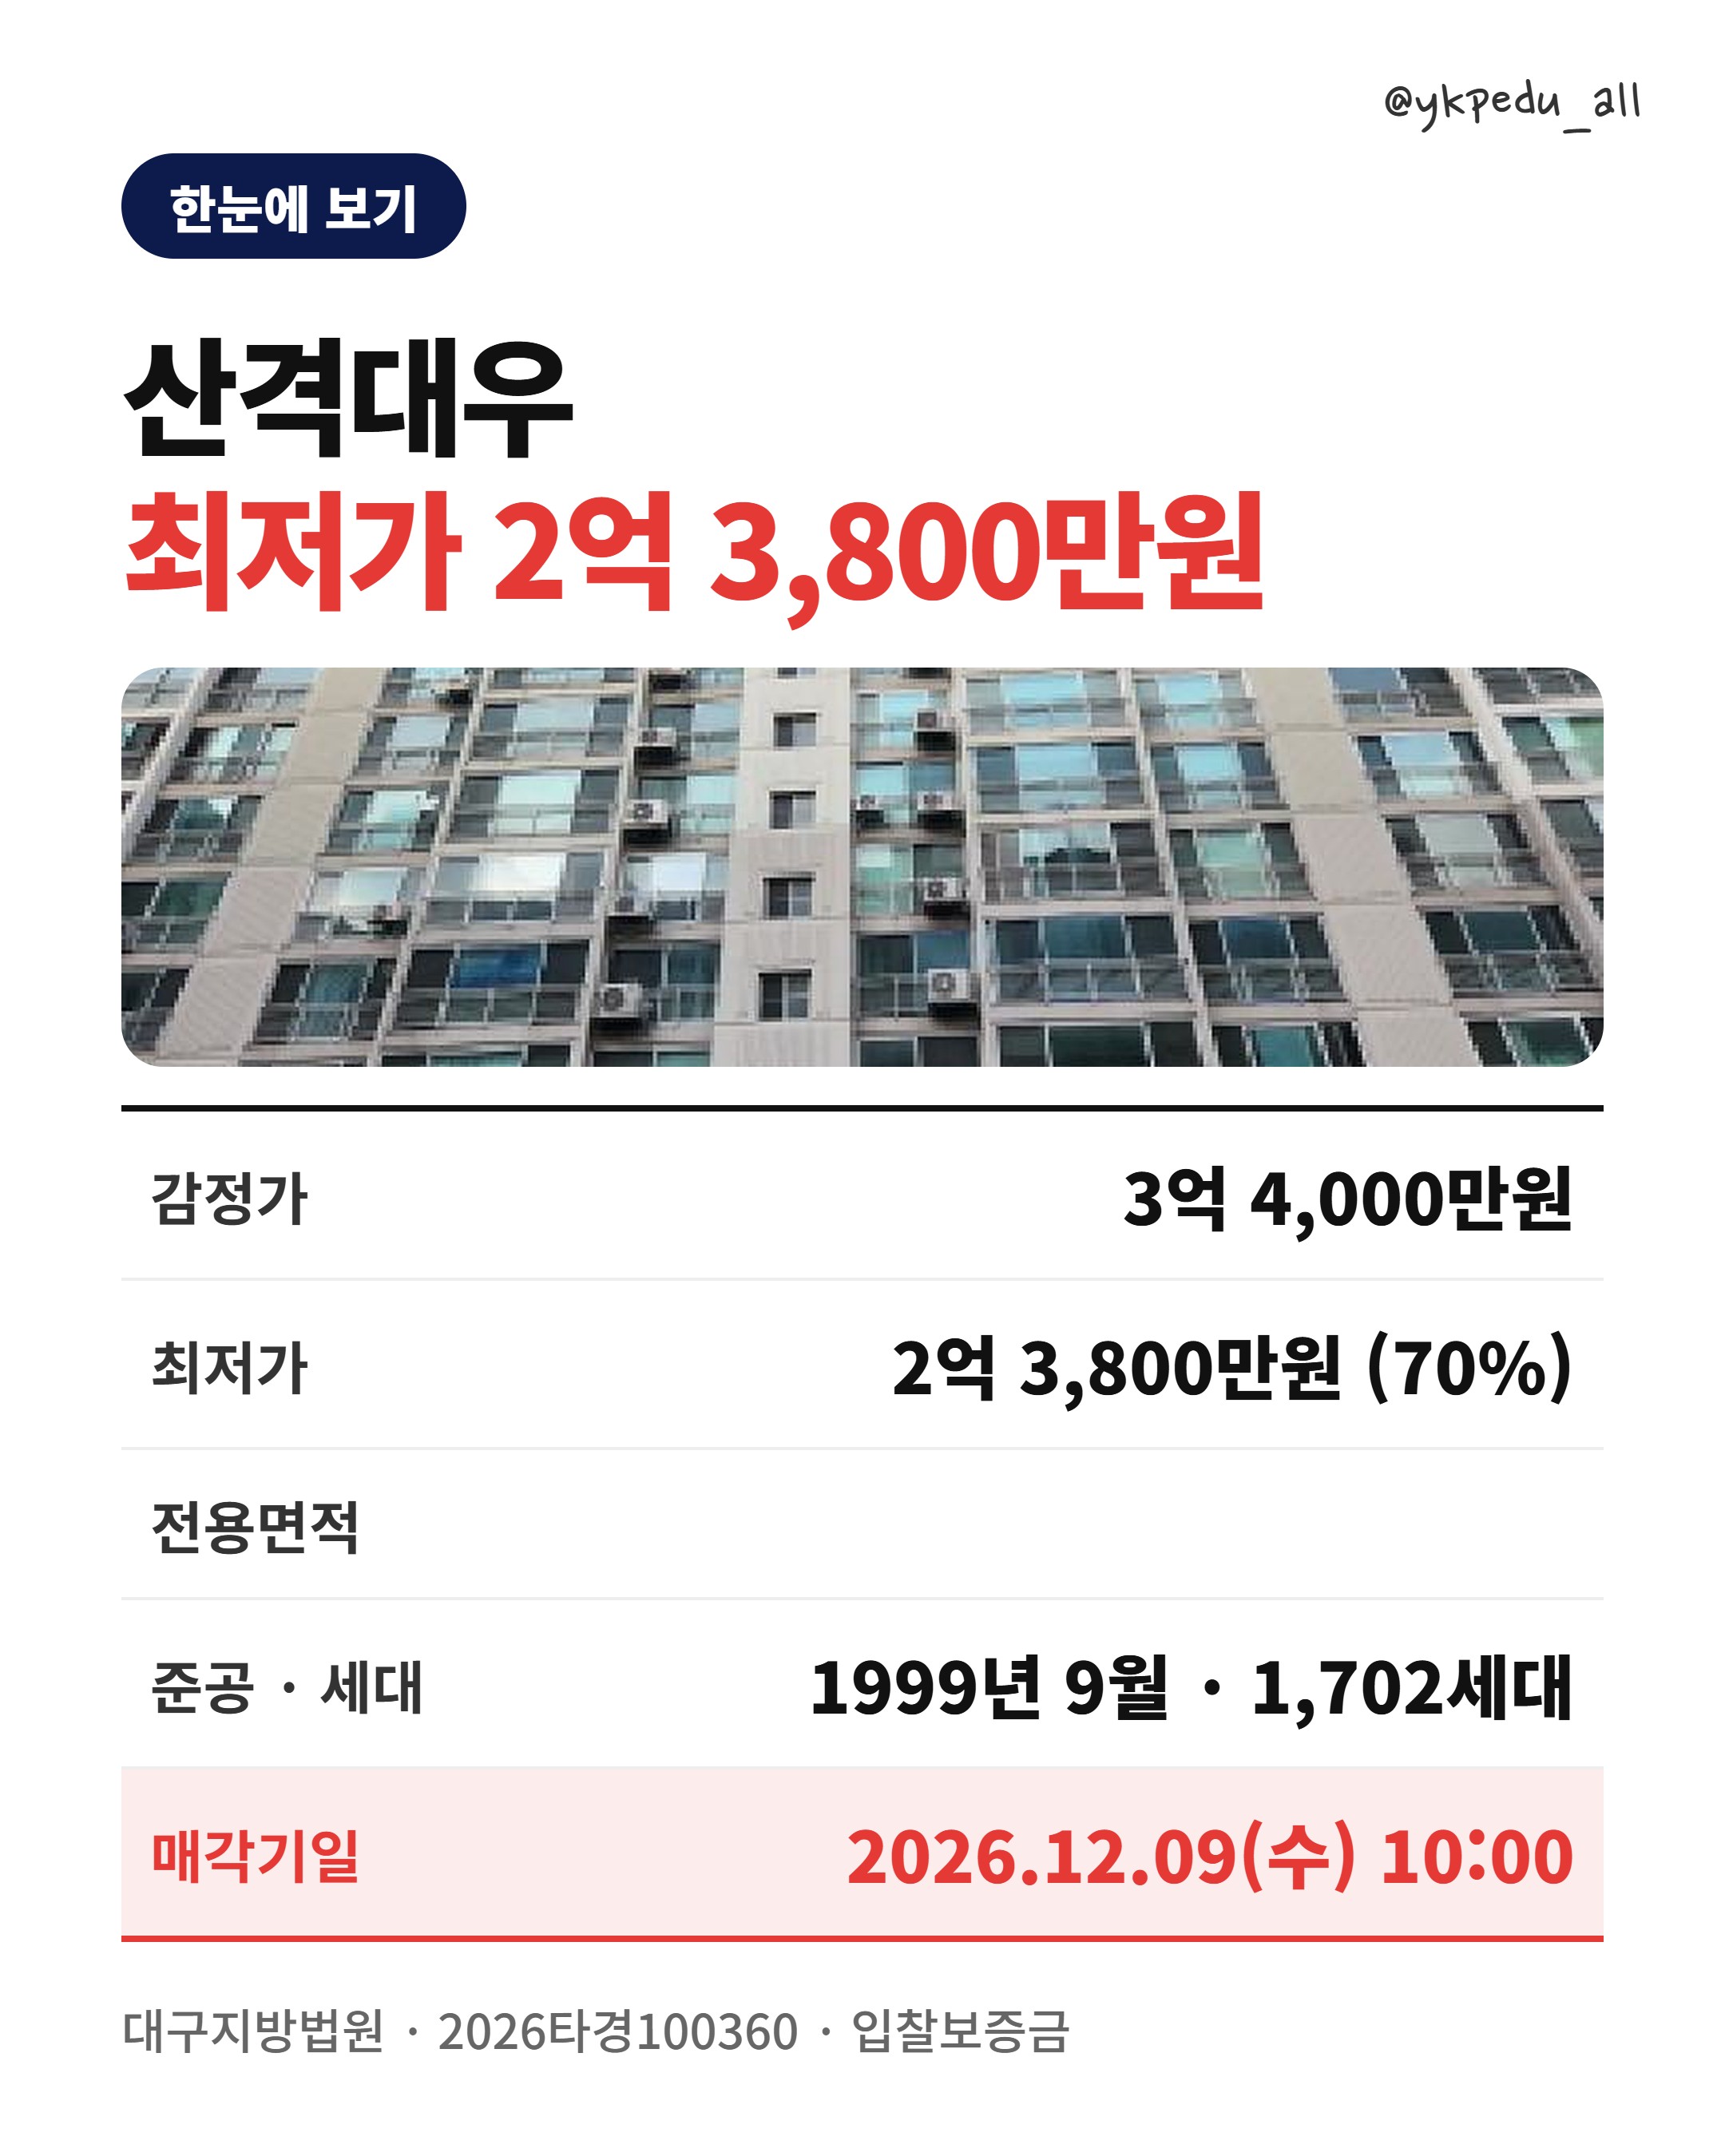 @ykpedu_all
한눈에 보기
산격대우
최저가 2억 3,800만원
감정가 3억 4,000만원
최저가 2억 3,800만원 (70%)
전용면적
준공 · 세대 1999년 9월 · 1,702세대
매각기일 2026.12.09(수) 10:00
대구지방법원 · 2026타경100360 · 입찰보증금